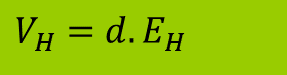 V_H = d. E_H